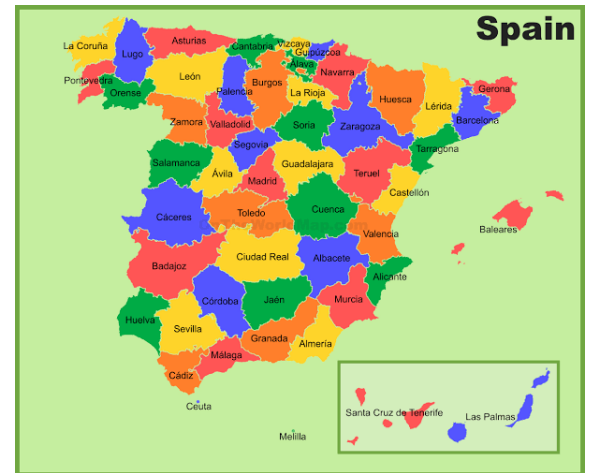 Spain
La Coruña
Lugo
Asturias
Cantabria
Vizcaya
Guipúzcoa
Álava
Navarra
Pontevedra
Orense
León
Palencia
Burgos
La Rioja
Huesca
Lérida
Gerona
Barcelona
Zamora
Valladolid
Soria
Zaragoza
Tarragona
Segovia
Salamanca
Ávila
Guadalajara
Madrid
Teruel
Castellón
Cáceres
Toledo
Cuenca
Valencia
Baleares
Badajoz
Ciudad Real
Albacete
Alicante
Córdoba
Jaén
Murcia
Huelva
Sevilla
Granada
Almería
Málaga
Cádiz
Ceuta
Melilla
Santa Cruz de Tenerife
Las Palmas